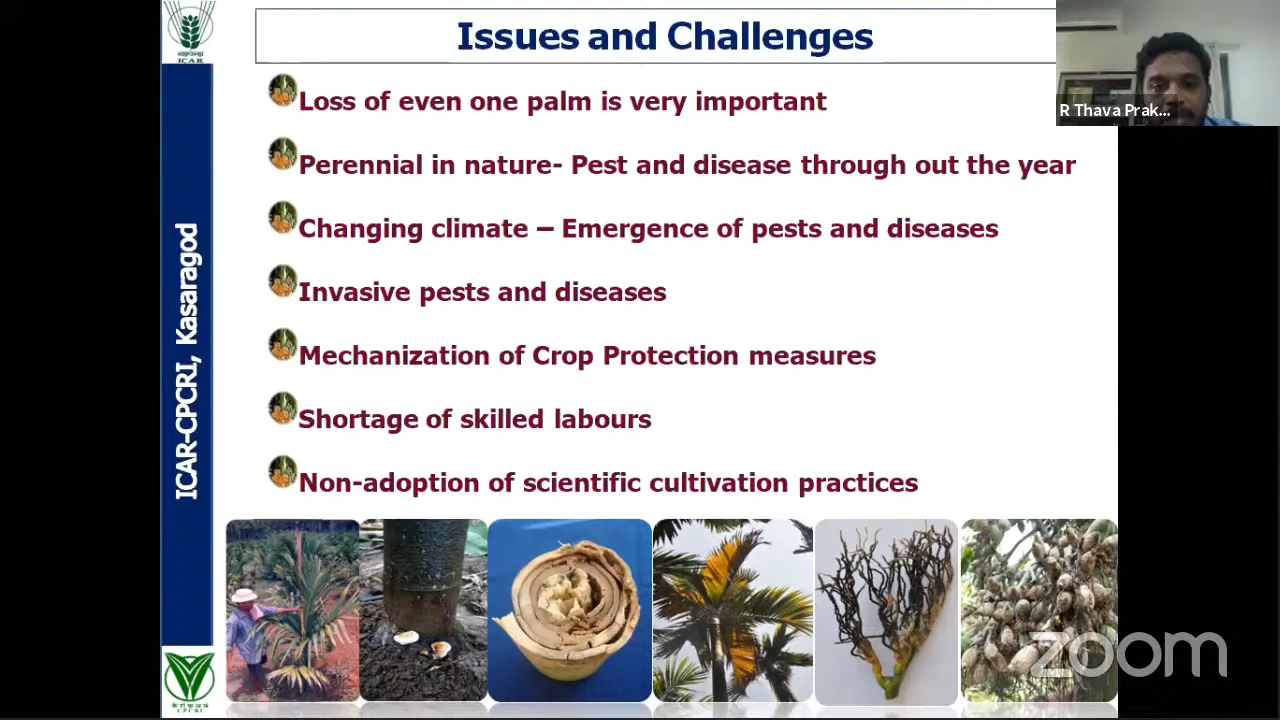 Issues and Challenges
R Thava Prak...
भाकृअनुप
ICAR
Loss of even one palm is very important
Perennial in nature- Pest and disease through out the year
Changing climate – Emergence of pests and diseases
Invasive pests and diseases
Mechanization of Crop Protection measures
Shortage of skilled labours
Non-adoption of scientific cultivation practices
ICAR-CPCRI, Kasaragod
CPCRI
zoom